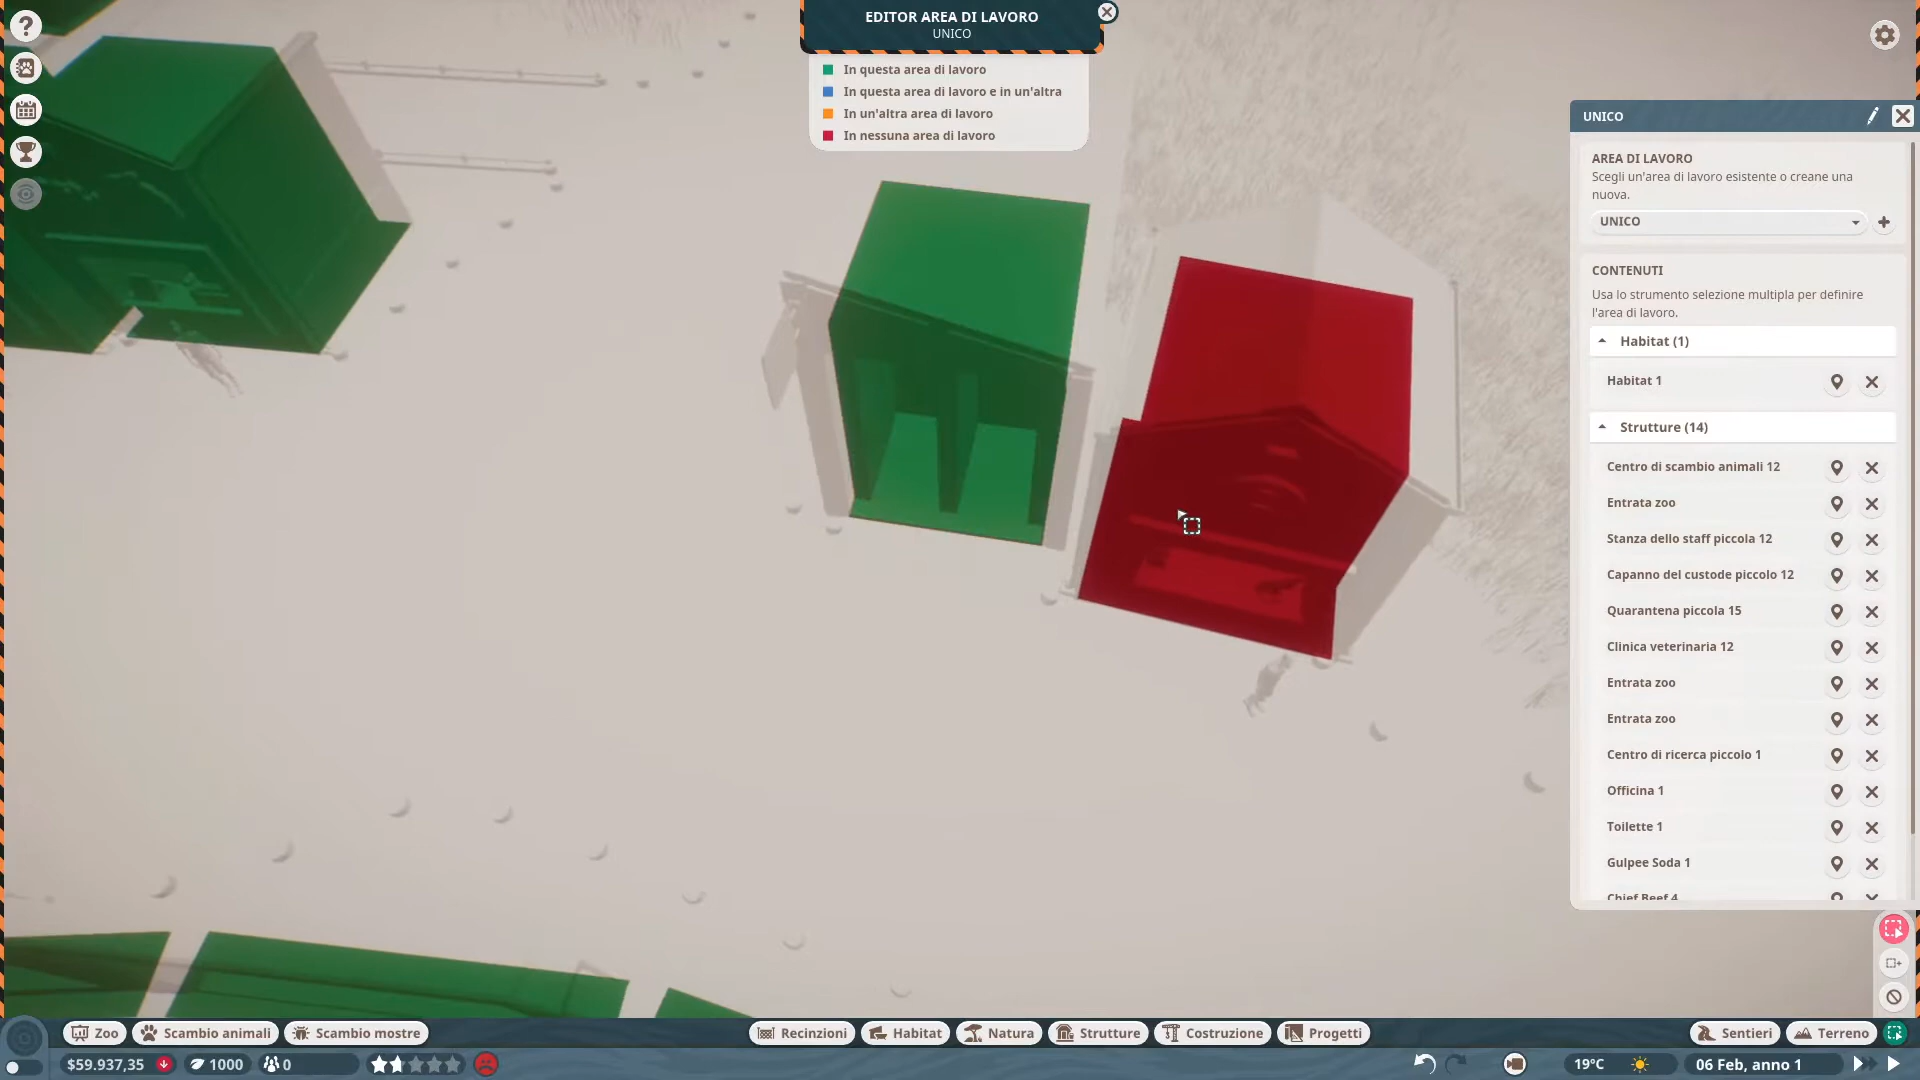 EDITOR AREA DI LAVORO
UNICO
In questa area di lavoro
In questa area di lavoro e in un'altra
In un'altra area di lavoro
In nessuna area di lavoro
UNICO
AREA DI LAVORO
Scegli un'area di lavoro esistente o creane una
nuova.
UNICO
CONTENUTI
Usa lo strumento selezione multipla per definire
l'area di lavoro.
Habitat (1)
Habitat 1
Strutture (14)
Centro di scambio animali 12
Entrata zoo
Stanza dello staff piccola 12
Capanno del custode piccolo 12
Quarantena piccola 15
Clinica veterinaria 12
Entrata zoo
Entrata zoo
Centro di ricerca piccolo 1
Officina 1
Toilette 1
Gulpee Soda 1
Chief Beef 4
Zoo
Scambio animali
Scambio mostre
Recinzioni
Habitat
Natura
Strutture
Costruzione
Progetti
Sentieri
Terreno
$59.937,35
1000
0
19°C
06 Feb, anno 1